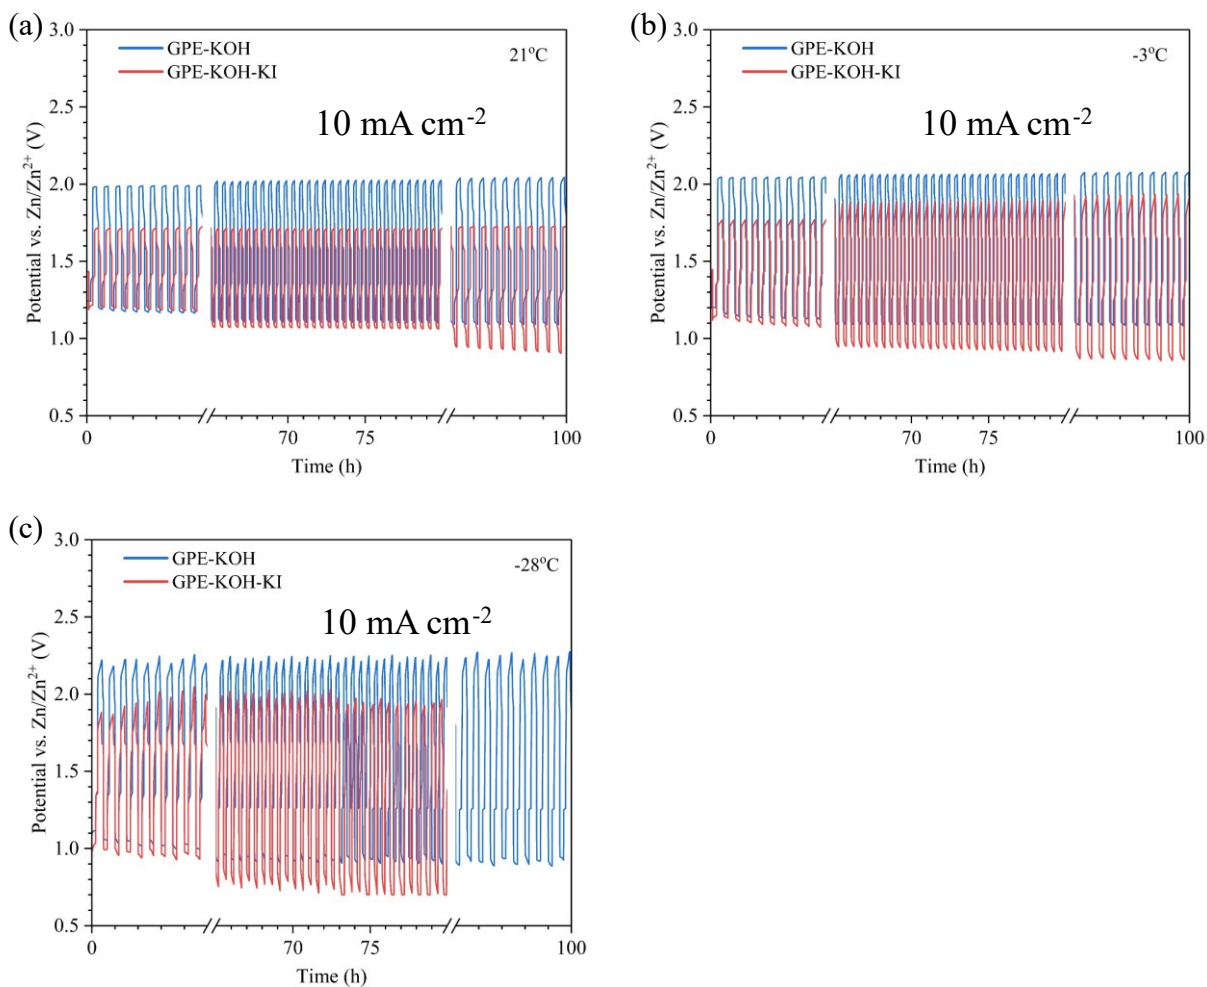 (a)
3.0
2.5
2.0
1.5
1.0
0.5
Potential vs. Zn/Zn²⁺ (V)
GPE-KOH
GPE-KOH-KI
21°C
10 mA cm⁻²
0
70
75
100
Time (h)
(b)
3.0
2.5
2.0
1.5
1.0
0.5
Potential vs. Zn/Zn²⁺ (V)
GPE-KOH
GPE-KOH-KI
-3°C
10 mA cm⁻²
0
70
75
100
Time (h)
(c)
3.0
2.5
2.0
1.5
1.0
0.5
Potential vs. Zn/Zn²⁺ (V)
GPE-KOH
GPE-KOH-KI
-28°C
10 mA cm⁻²
0
70
75
100
Time (h)